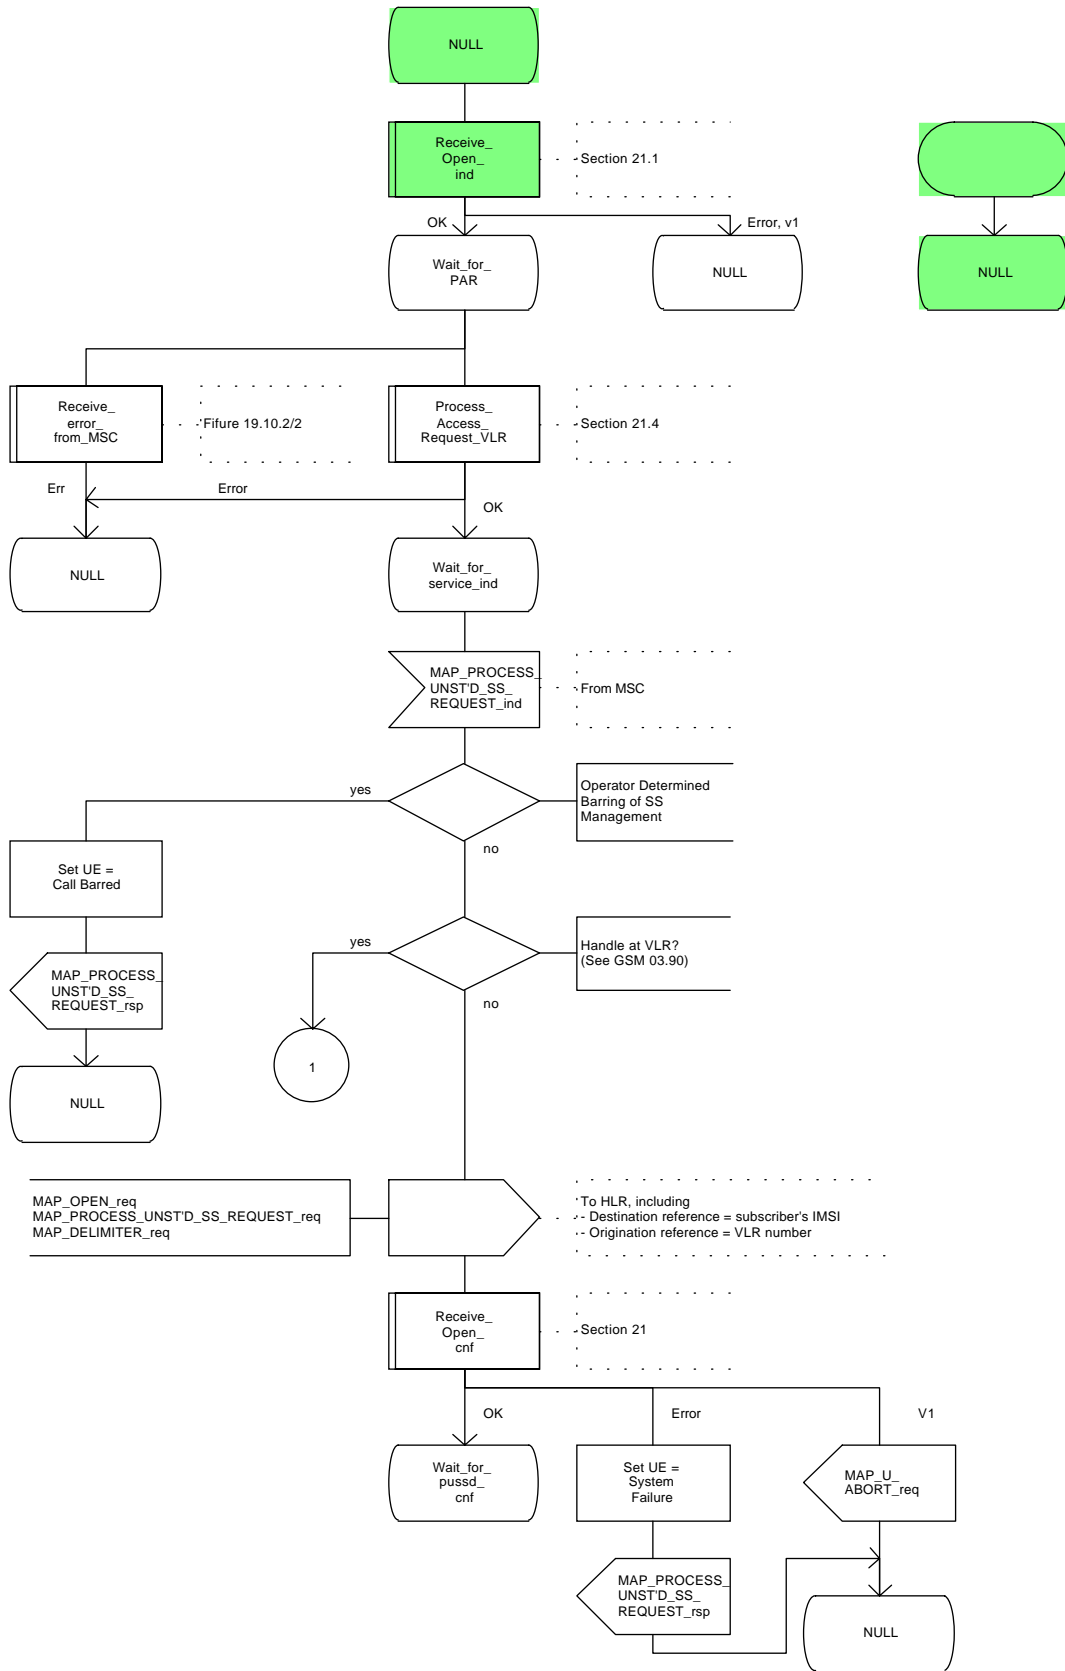 NULL
Receive_
Open_
ind
Section 21.1
OK
Error, v1
Wait_for_
PAR
NULL
NULL
Receive_
error_
from_MSC
Fifure 19.10.2/2
Process_
Access_
Request_VLR
Section 21.4
Err
Error
OK
NULL
Wait_for_
service_ind
MAP_PROCESS_
UNST'D_SS_
REQUEST_ind
From MSC
yes
Operator Determined
Barring of SS
Management
no
Set UE =
Call Barred
yes
Handle at VLR?
(See GSM 03.90)
MAP_PROCESS_
UNST'D_SS_
REQUEST_rsp
no
1
NULL
MAP_OPEN_req
MAP_PROCESS_UNST'D_SS_REQUEST_req
MAP_DELIMITER_req
To HLR, including
- Destination reference = subscriber's IMSI
- Origination reference = VLR number
Receive_
Open_
cnf
Section 21
OK
Error
V1
Wait_for_
pussd_
cnf
Set UE =
System
Failure
MAP_U_
ABORT_req
MAP_PROCESS_
UNST'D_SS_
REQUEST_rsp
NULL